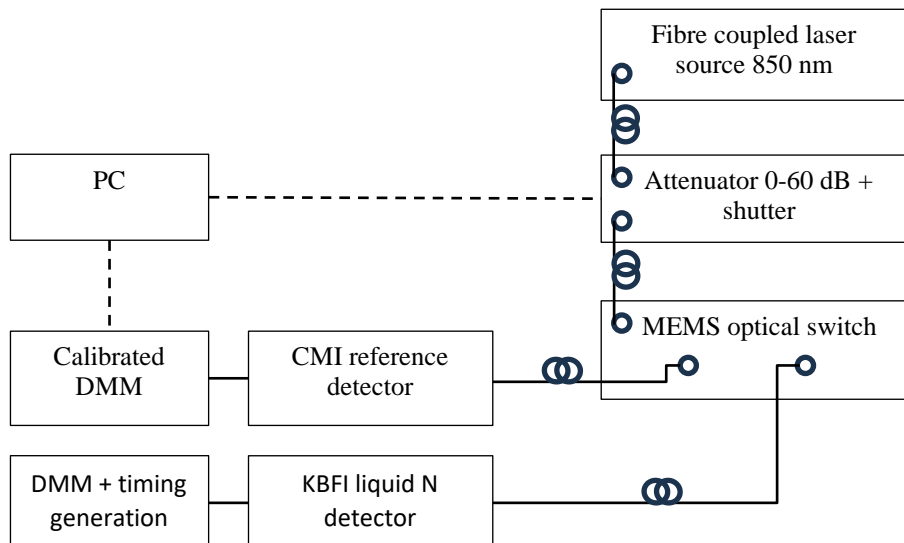 Fibre coupled laser
source 850 nm
PC
Attenuator 0-60 dB +
shutter
MEMS optical switch
Calibrated
DMM
CMI reference
detector
DMM + timing
generation
KBFI liquid N
detector